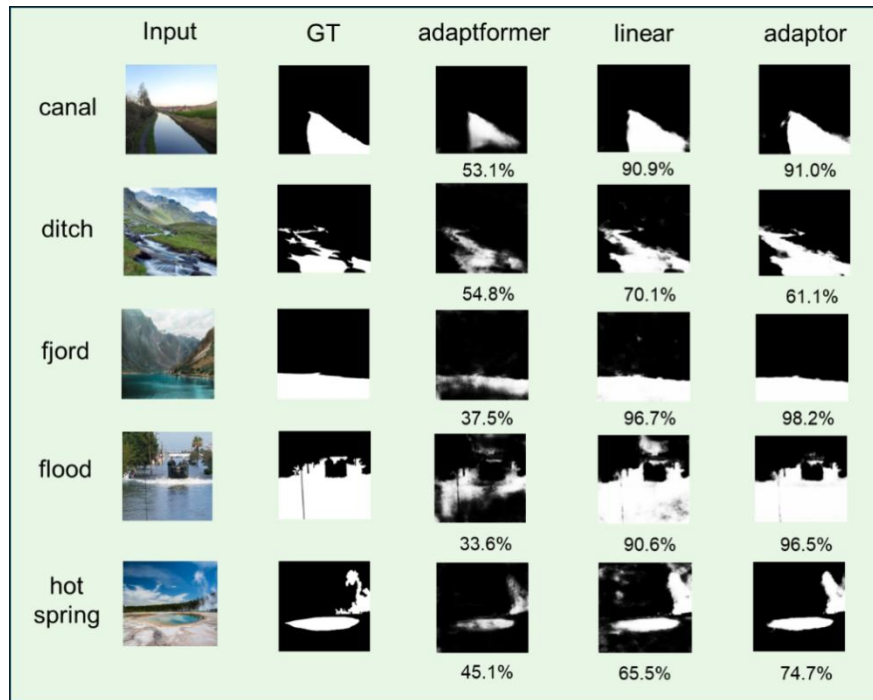 Input GT adaptformer linear adaptor
canal
53.1% 90.9% 91.0%
ditch
54.8% 70.1% 61.1%
fjord
37.5% 96.7% 98.2%
flood
33.6% 90.6% 96.5%
hot
spring
45.1% 65.5% 74.7%